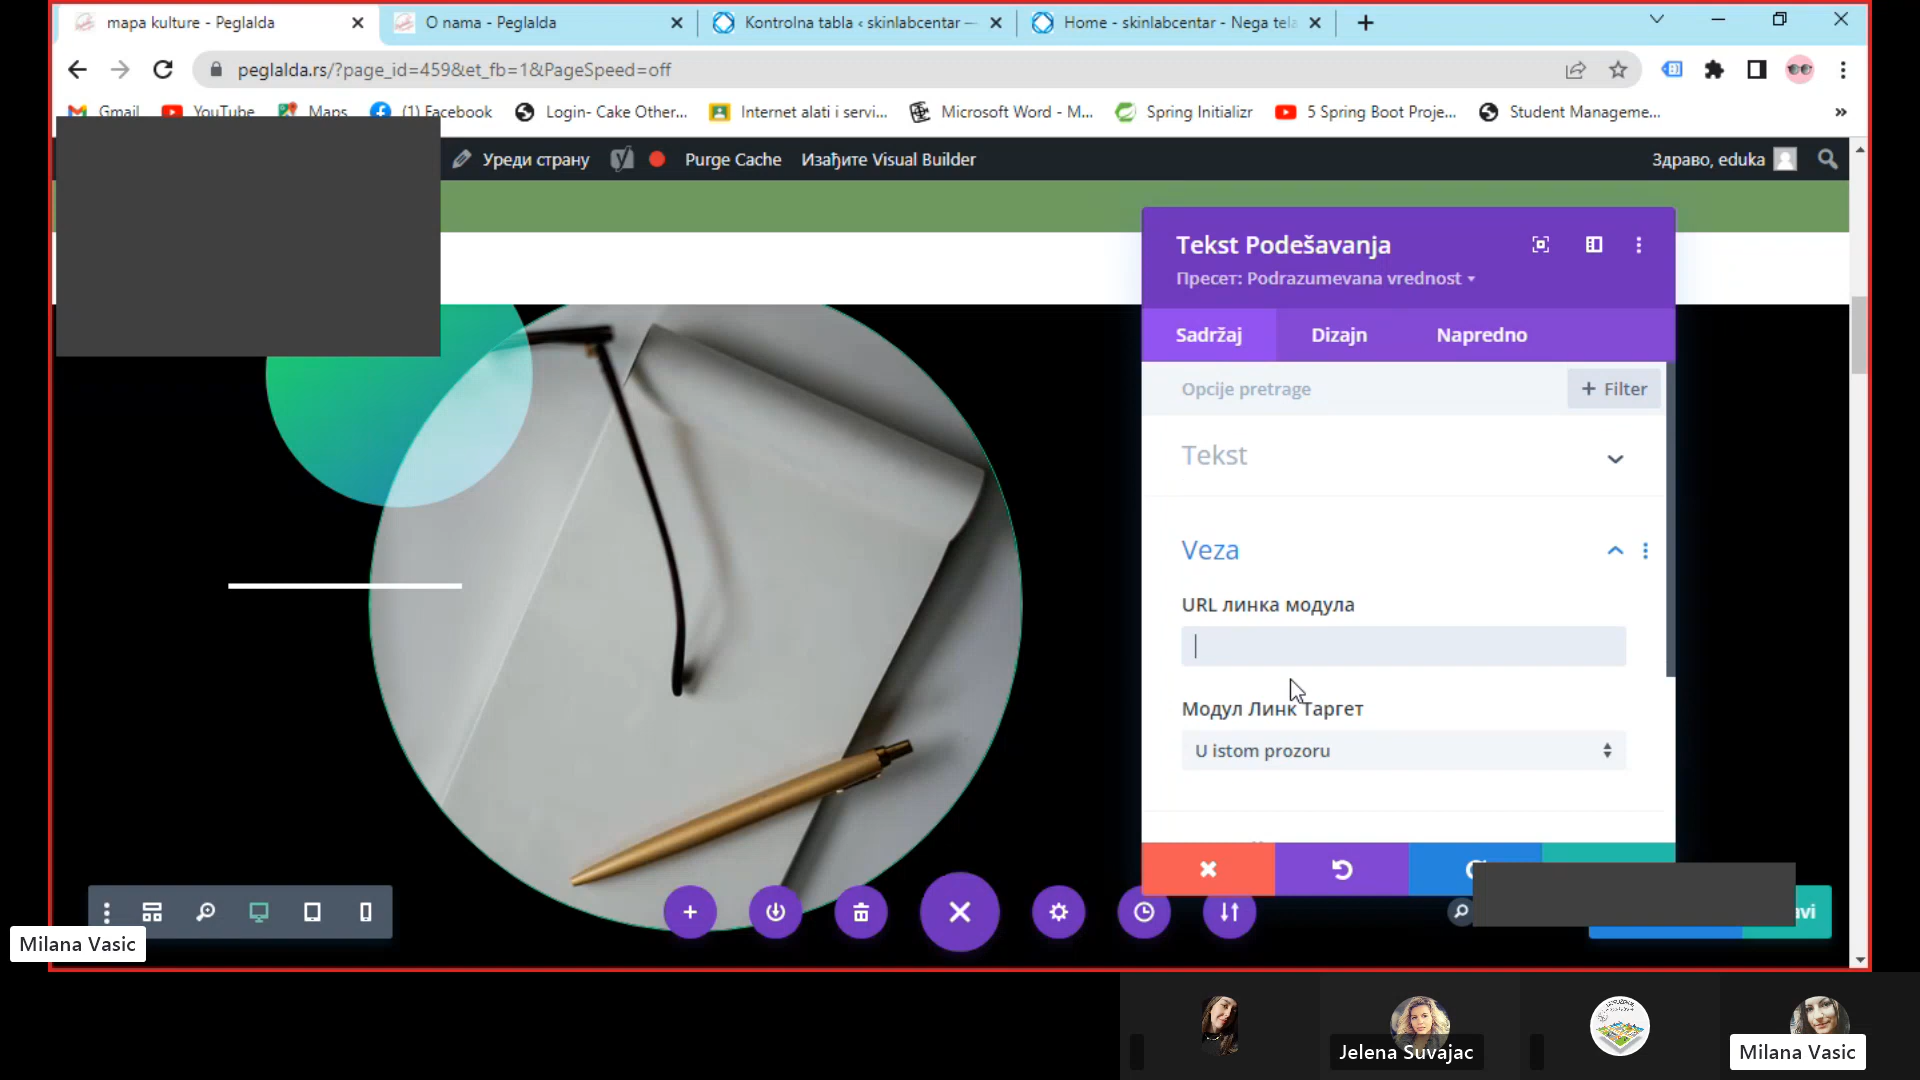 mapa kulture - Peglalda
O nama - Peglalda
Kontrolna tabla ‹ skinlabcentar —
Home - skinlabcentar - Nega tela
peglalda.rs/?page_id=459&et_fb=1&PageSpeed=off
Gmail
YouTube
Maps
(1) Facebook
Login- Cake Other...
Internet alati i servi...
Microsoft Word - M...
Spring Initializr
5 Spring Boot Proje...
Student Manageme...
»
Уреди страну
Purge Cache
Изађите Visual Builder
Здраво, eduka
Tekst Podešavanja
Пресет: Podrazumevana vrednost
Sadržaj
Dizajn
Napredno
Opcije pretrage
+ Filter
Tekst
Veza
URL линка модула
Модул Линк Таргет
U istom prozoru
vi
Milana Vasic
Jelena Suvajac
Milana Vasic